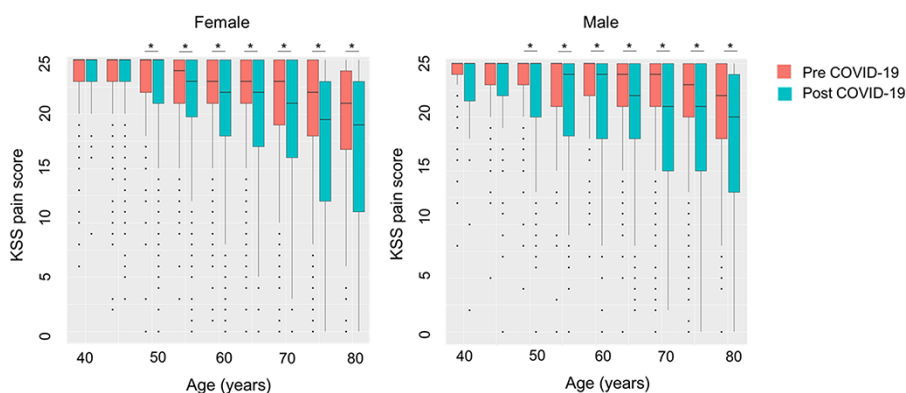 Female
Male
* * * * * * *
* * * * * * *
25
20
15
10
5
0
KSS pain score
40 50 60 70 80
Age (years)
25
20
15
10
5
0
KSS pain score
40 50 60 70 80
Age (years)
Pre COVID-19
Post COVID-19